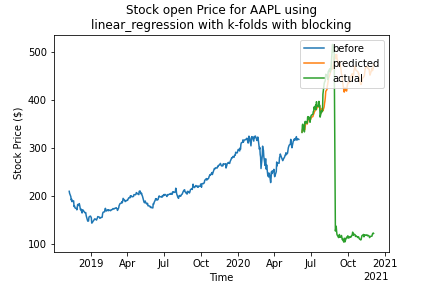 Stock open Price for AAPL using
linear_regression with k-folds with blocking
before
predicted
actual
Stock Price ($)
500
400
300
200
100
2019 Apr Jul Oct 2020 Apr Jul Oct 2021
2021
Time